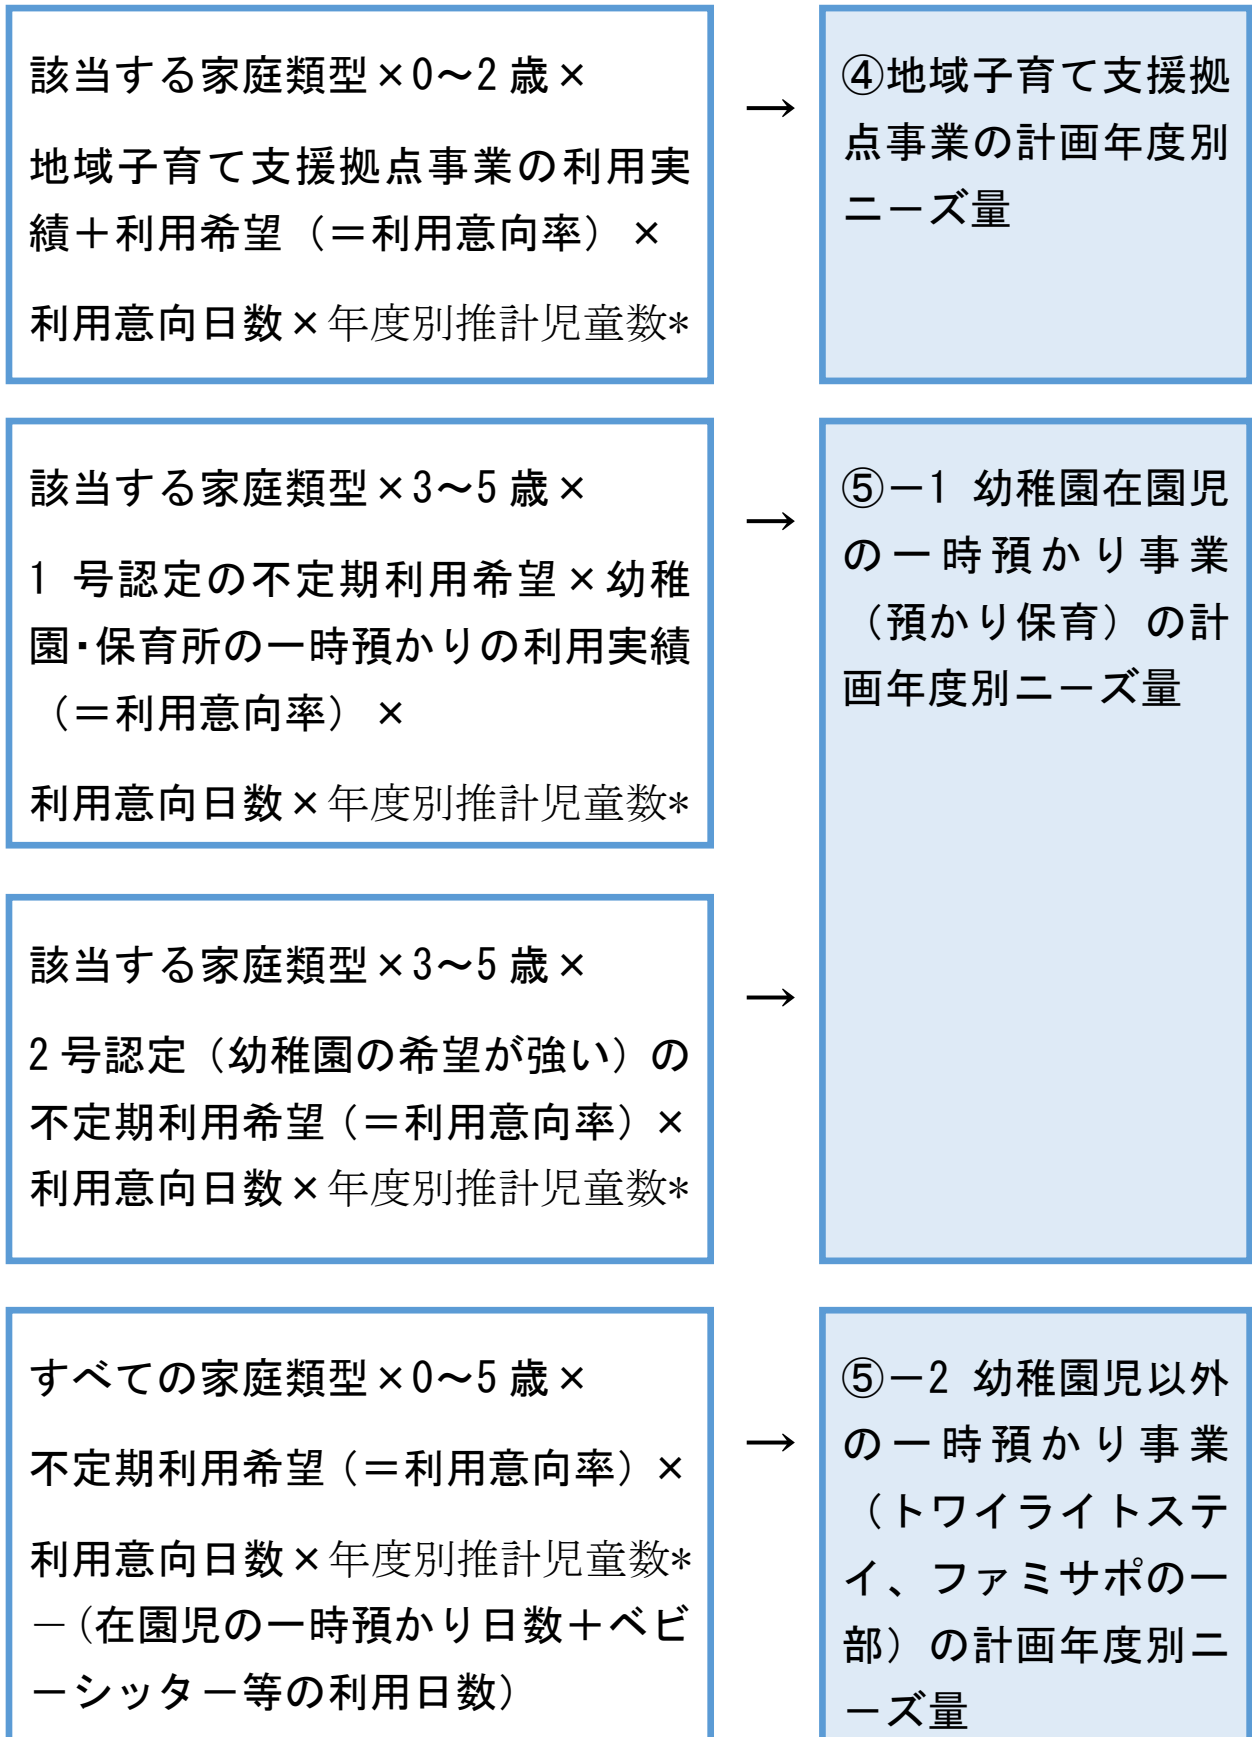 該当する家庭類型×0～2歳×
地域子育て支援拠点事業の利用実
績＋利用希望（＝利用意向率）×
利用意向日数×年度別推計児童数*
→
④地域子育て支援拠
点事業の計画年度別
ニーズ量
該当する家庭類型×3～5歳×
1 号認定の不定期利用希望×幼稚
園・保育所の一時預かりの利用実績
（＝利用意向率）×
利用意向日数×年度別推計児童数*
→
⑤－1 幼稚園在園児
の一時預かり事業
（預かり保育）の計
画年度別ニーズ量
該当する家庭類型×3～5歳×
2号認定（幼稚園の希望が強い）の
不定期利用希望（＝利用意向率）×
利用意向日数×年度別推計児童数*
→
すべての家庭類型×0～5歳×
不定期利用希望（＝利用意向率）×
利用意向日数×年度別推計児童数*
－(在園児の一時預かり日数＋ベビ
ーシッター等の利用日数)
→
⑤－2 幼稚園児以外
の一時預かり事業
（トワイライトステ
イ、ファミサポの一
部）の計画年度別ニ
ーズ量